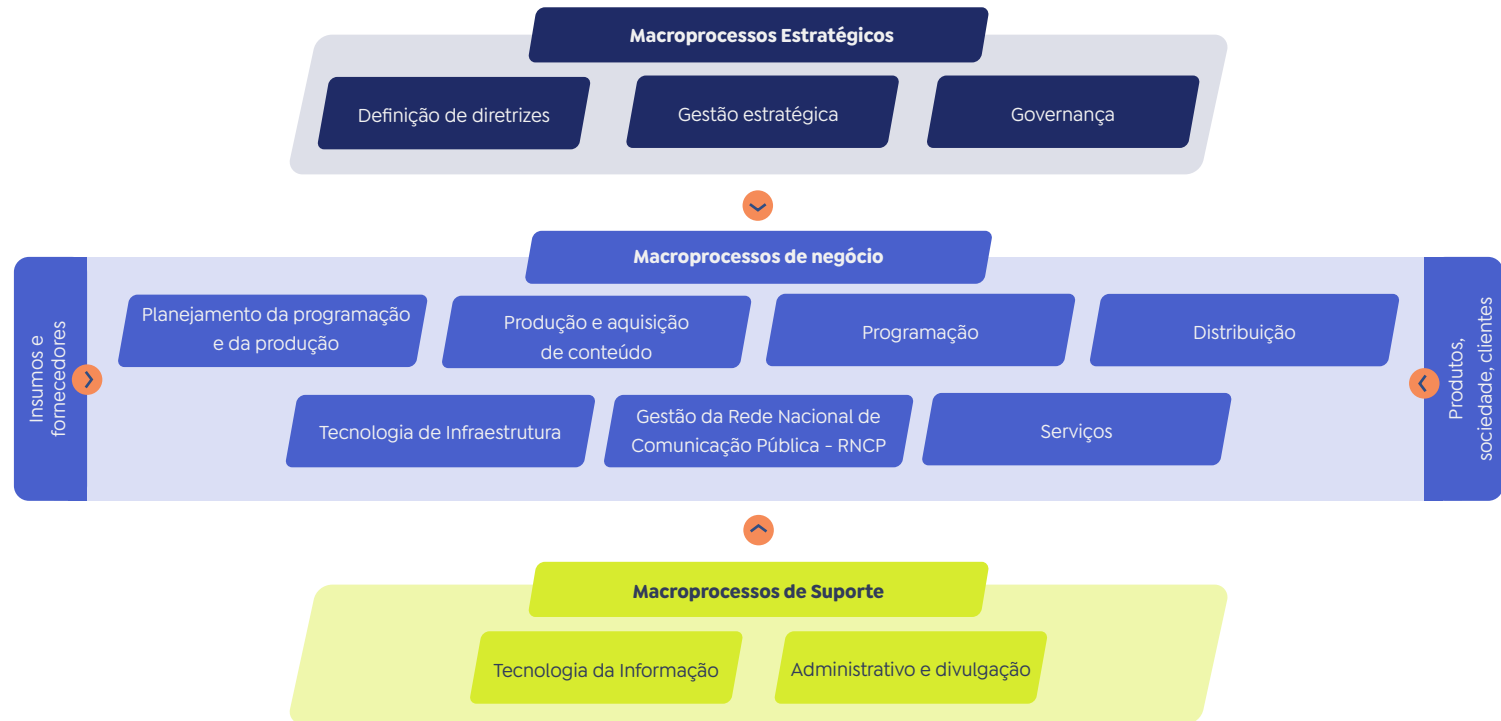 Macroprocessos Estratégicos
Definição de diretrizes
Gestão estratégica
Governança
Macroprocessos de negócio
Insumos e
fornecedores
Planejamento da programação
e da produção
Produção e aquisição
de conteúdo
Programação
Distribuição
Tecnologia de Infraestrutura
Gestão da Rede Nacional de
Comunicação Pública - RNCP
Serviços
Produtos,
sociedade, clientes
Macroprocessos de Suporte
Tecnologia da Informação
Administrativo e divulgação